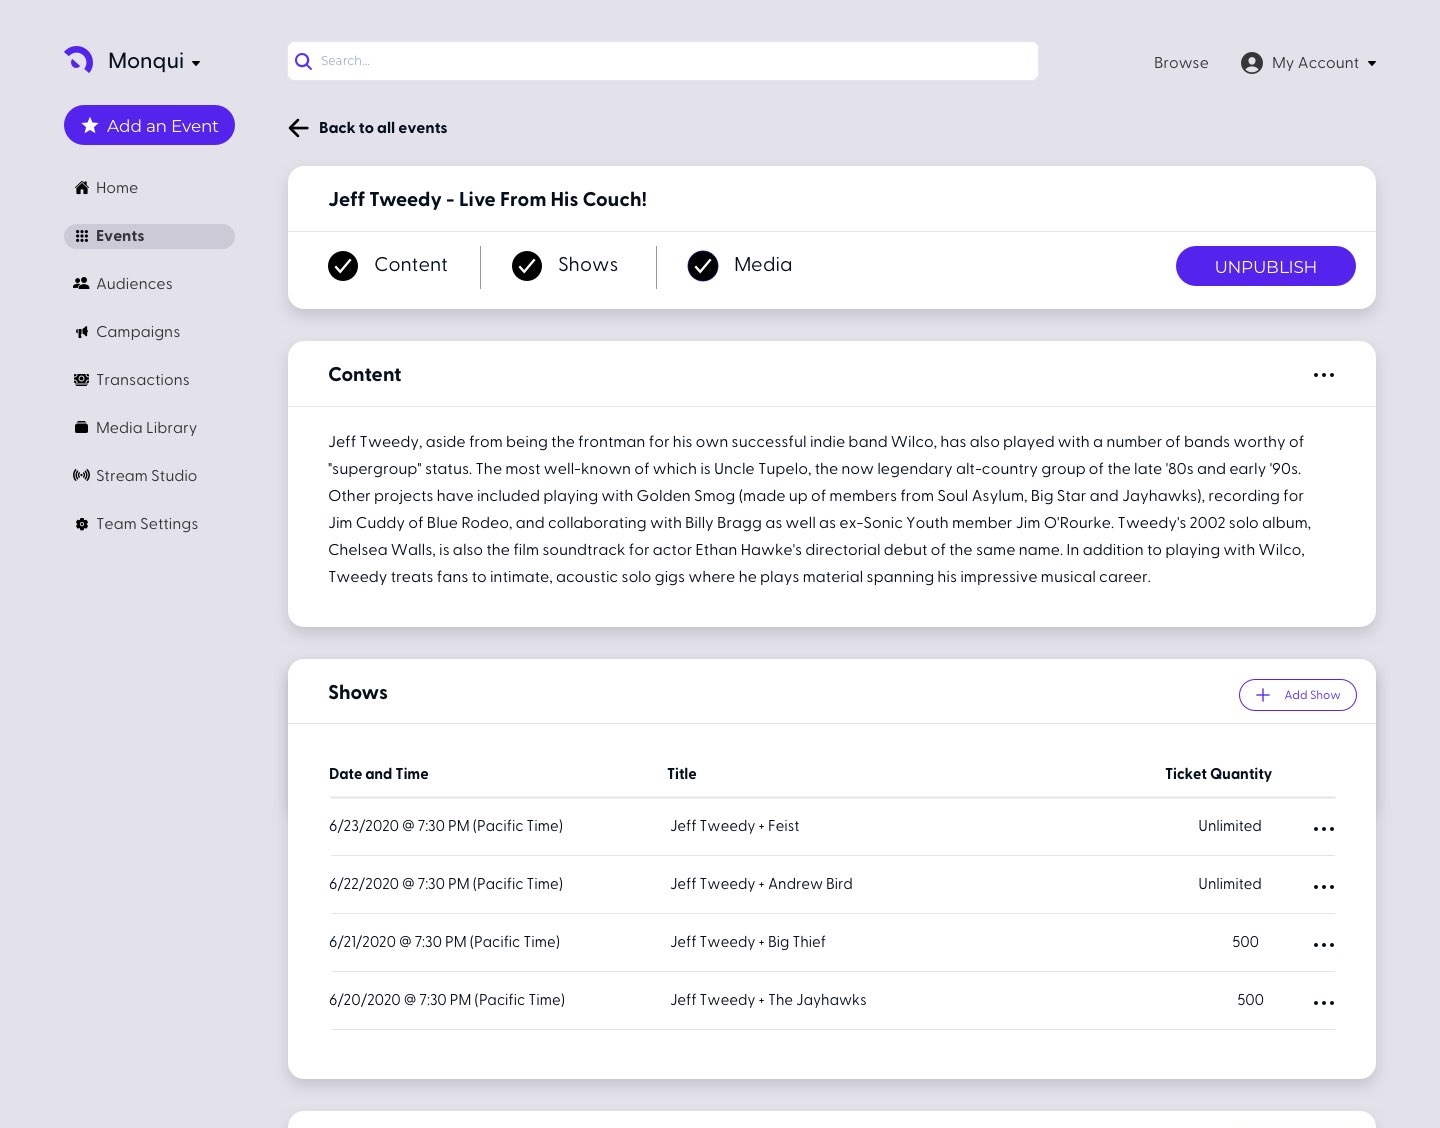 Monqui
Search...
Browse
My Account
Add an Event
Back to all events
Home
Events
Audiences
Campaigns
Transactions
Media Library
Stream Studio
Team Settings
Jeff Tweedy - Live From His Couch!
Content
Shows
Media
UNPUBLISH
Content
Jeff Tweedy, aside from being the frontman for his own successful indie band Wilco, has also played with a number of bands worthy of
"supergroup" status. The most well-known of which is Uncle Tupelo, the now legendary alt-country group of the late '80s and early '90s.
Other projects have included playing with Golden Smog (made up of members from Soul Asylum, Big Star and Jayhawks), recording for
Jim Cuddy of Blue Rodeo, and collaborating with Billy Bragg as well as ex-Sonic Youth member Jim O'Rourke. Tweedy's 2002 solo album,
Chelsea Walls, is also the film soundtrack for actor Ethan Hawke's directorial debut of the same name. In addition to playing with Wilco,
Tweedy treats fans to intimate, acoustic solo gigs where he plays material spanning his impressive musical career.
Shows
Add Show
Date and Time Title Ticket Quantity
6/23/2020 @ 7:30 PM (Pacific Time) Jeff Tweedy + Feist Unlimited
6/22/2020 @ 7:30 PM (Pacific Time) Jeff Tweedy + Andrew Bird Unlimited
6/21/2020 @ 7:30 PM (Pacific Time) Jeff Tweedy + Big Thief 500
6/20/2020 @ 7:30 PM (Pacific Time) Jeff Tweedy + The Jayhawks 500